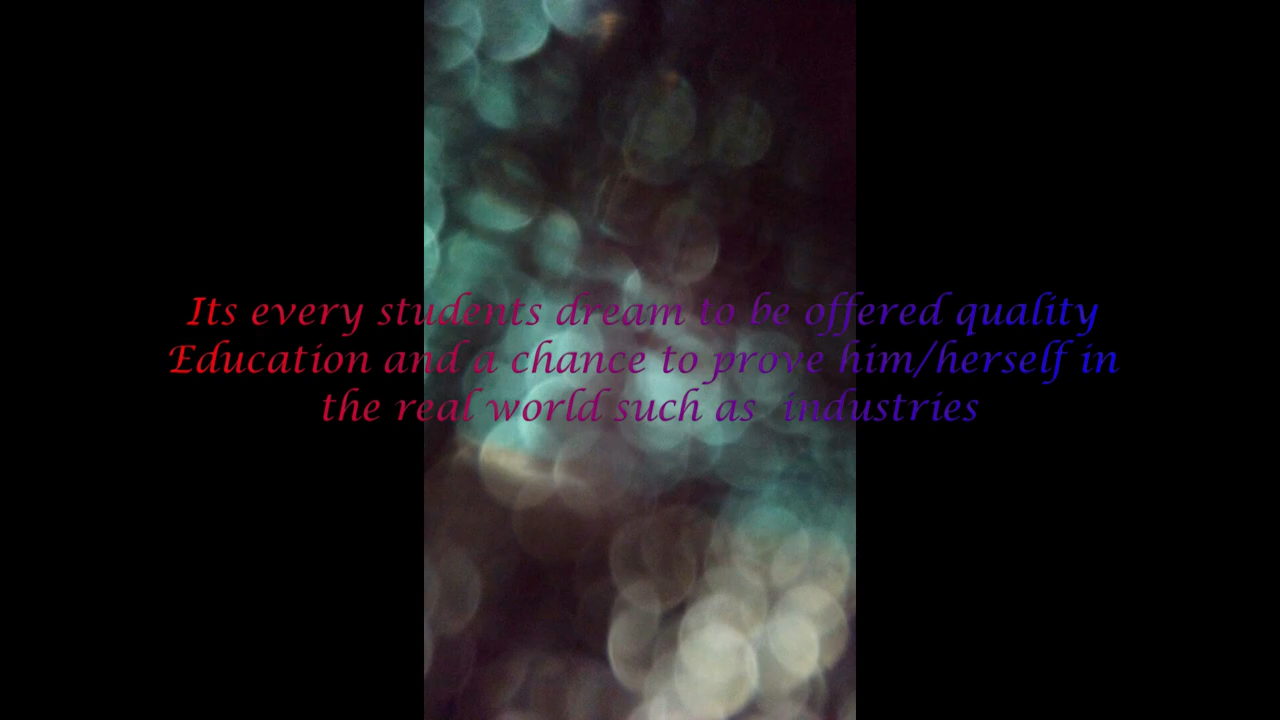 Its every students dream to be offered quality
Education and a chance to prove him/herself in
the real world such as  industries